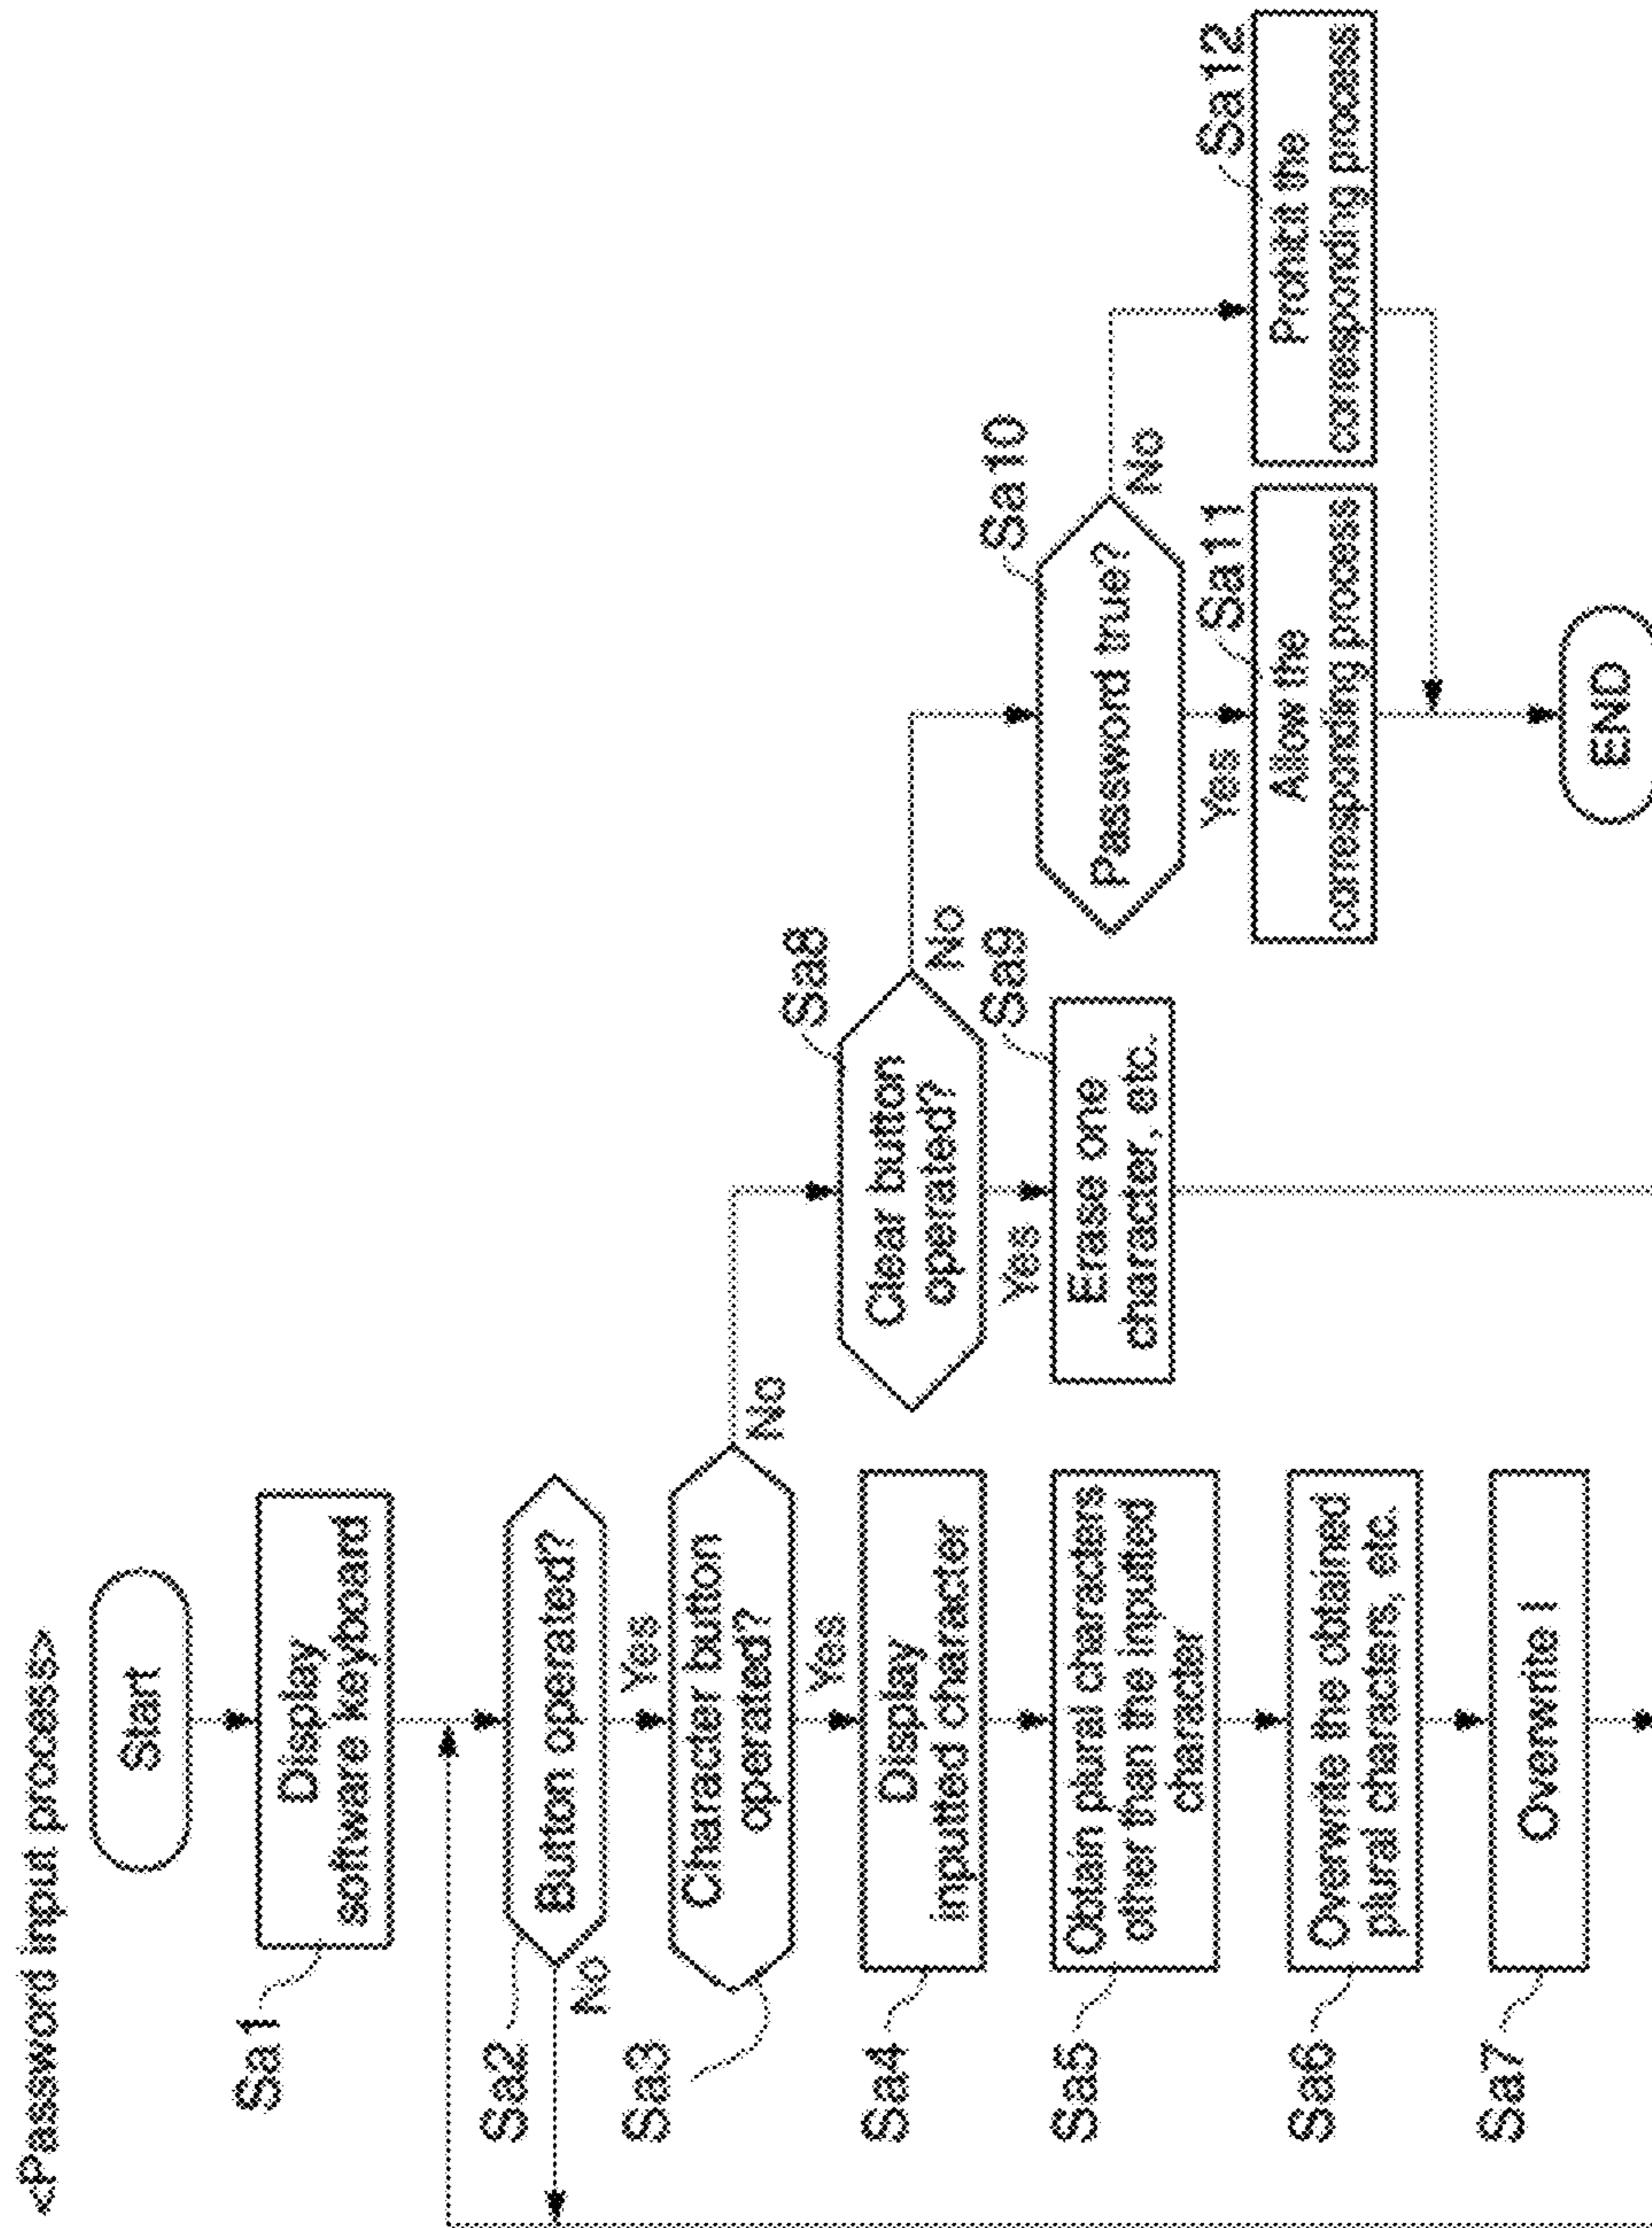 <Password input process>
Start
Sa1
Display
software keyboard
Sa2
Button operated?
No
Yes
Sa3
Character button
operated?
No
Yes
Sa4
Display
inputted character
Sa5
Obtain plural characters
other than the inputted
character
Sa6
Overwrite the obtained
plural characters, etc.
Sa7
Overwrite I
Sa8
Clear button
operated?
No
Yes
Sa9
Erase one
character, etc.
Sa10
Password true?
No
Yes
Sa11
Allow the
corresponding process
Sa12
Prohibit the
corresponding process
END